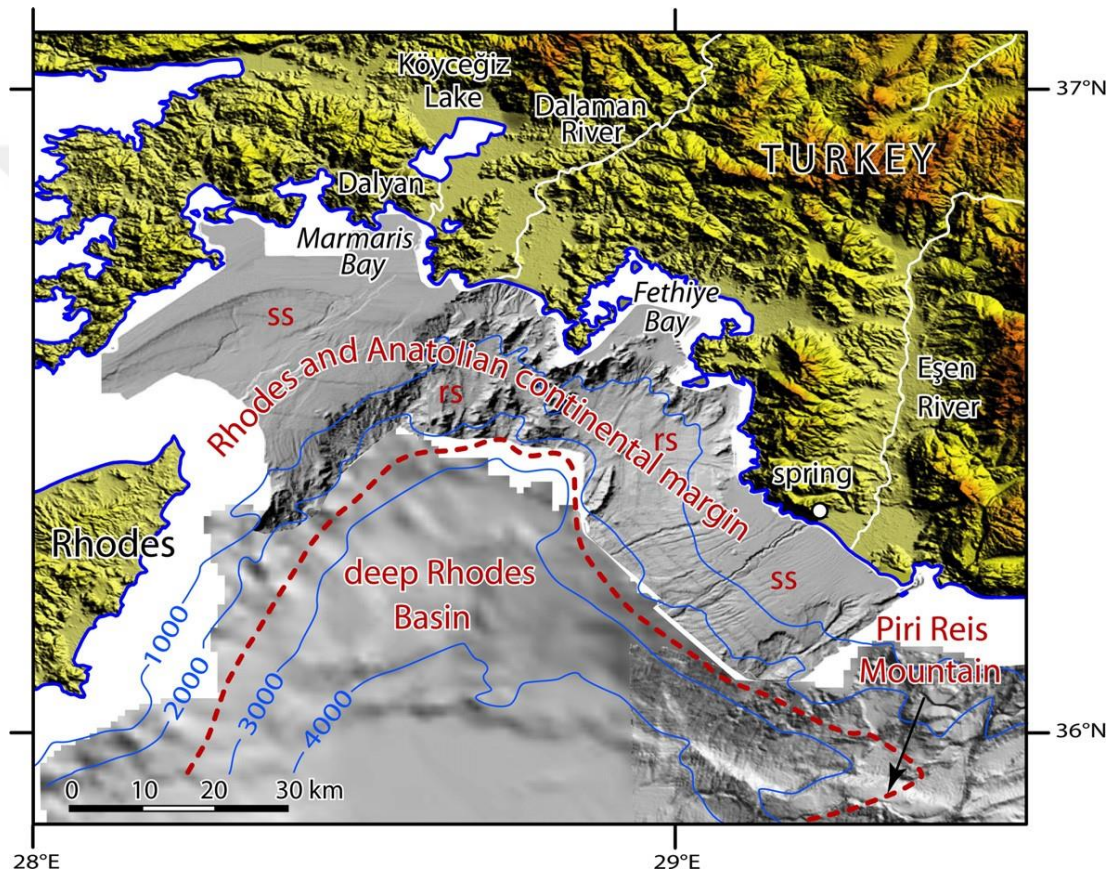 Köyceğiz
Lake
Dalaman
River
37°N
TURKEY
Dalyan
Marmaris
Bay
Fethiye
Bay
ss
Rhodes and Anatolian continental margin
rs
rs
Eşen
River
spring
Rhodes
deep Rhodes
Basin
ss
Piri Reis
Mountain
1000
2000
3000
4000
36°N
0 10 20 30 km
28°E
29°E